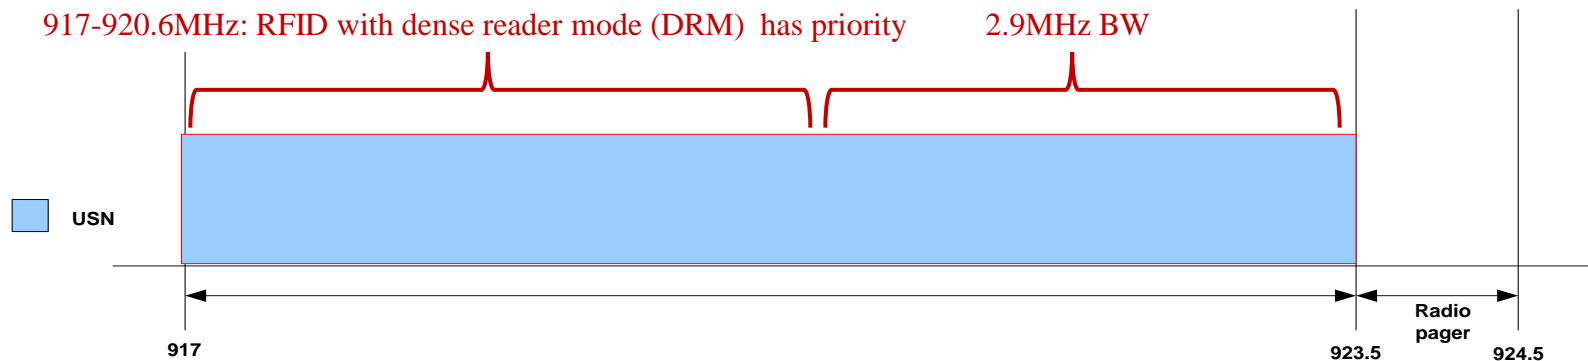 917-920.6MHz: RFID with dense reader mode (DRM) has priority
2.9MHz BW
USN
Radio
pager
917
923.5
924.5